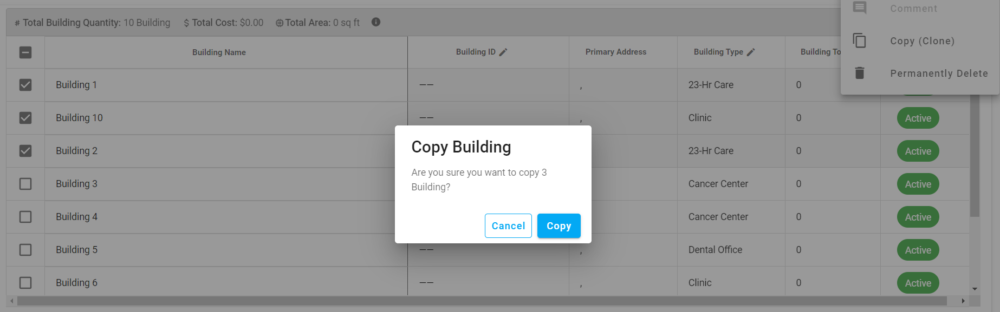 # Total Building Quantity: 10 Building $ Total Cost: $0.00 Total Area: 0 sq ft
Comment
Copy (Clone)
Permanently Delete
Building Name Building ID Primary Address Building Type Building To
Building 1 —— , 23-Hr Care 0
Building 10 —— , Clinic 0 Active
Building 2 23-Hr Care 0 Active
Building 3 Cancer Center 0 Active
Building 4 Cancer Center 0 Active
Building 5 —— , Dental Office 0 Active
Building 6 —— , Clinic 0 Active
Copy Building
Are you sure you want to copy 3
Building?
Cancel Copy